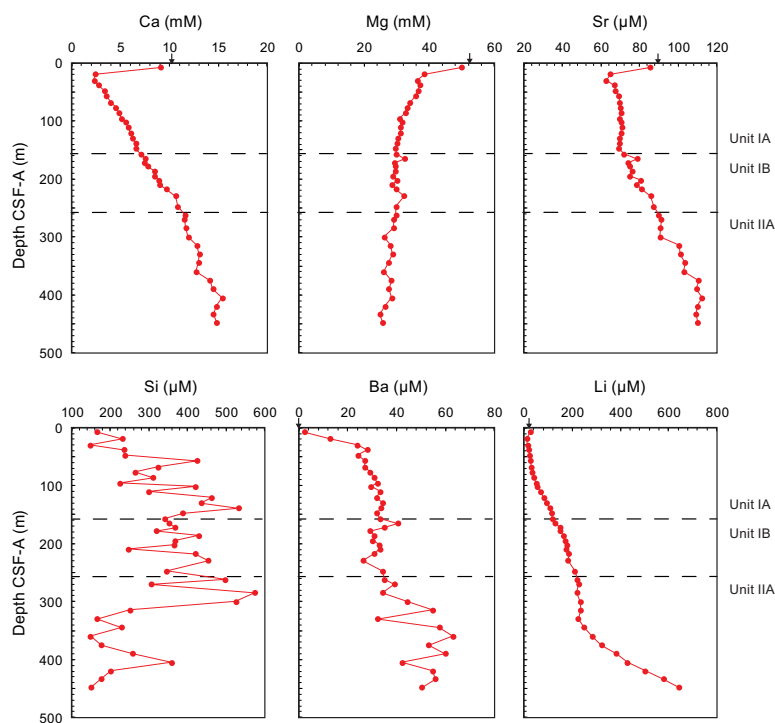 Ca (mM) Mg (mM) Sr (µM)
0 5 10 15 20 0 20 40 60 20 40 60 80 100 120
0
100
200
300
400
500
Depth CSF-A (m)
Unit IA
Unit IB
Unit IIA
Si (µM) Ba (µM) Li (µM)
100 200 300 400 500 600 0 20 40 60 80 0 200 400 600 800
0
100
200
300
400
500
Depth CSF-A (m)
Unit IA
Unit IB
Unit IIA